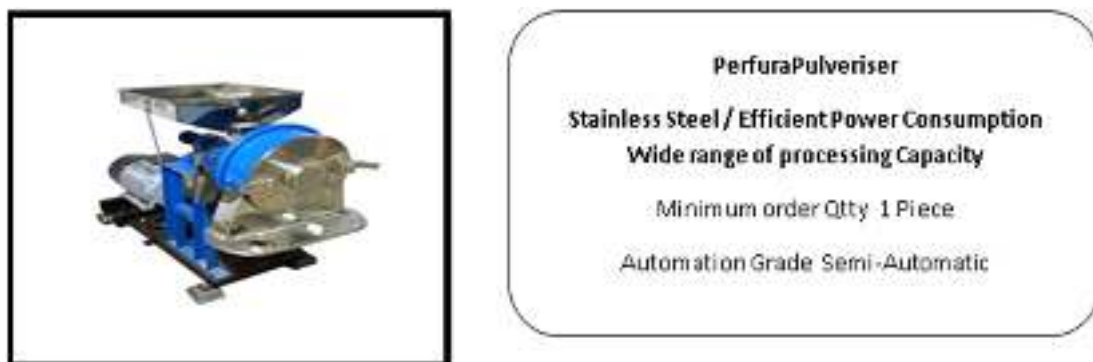 PerfuraPulveriser
Stainless Steel / Efficient Power Consumption
Wide range of processing Capacity
Minimum order Qtty 1 Piece
Automation Grade Semi-Automatic